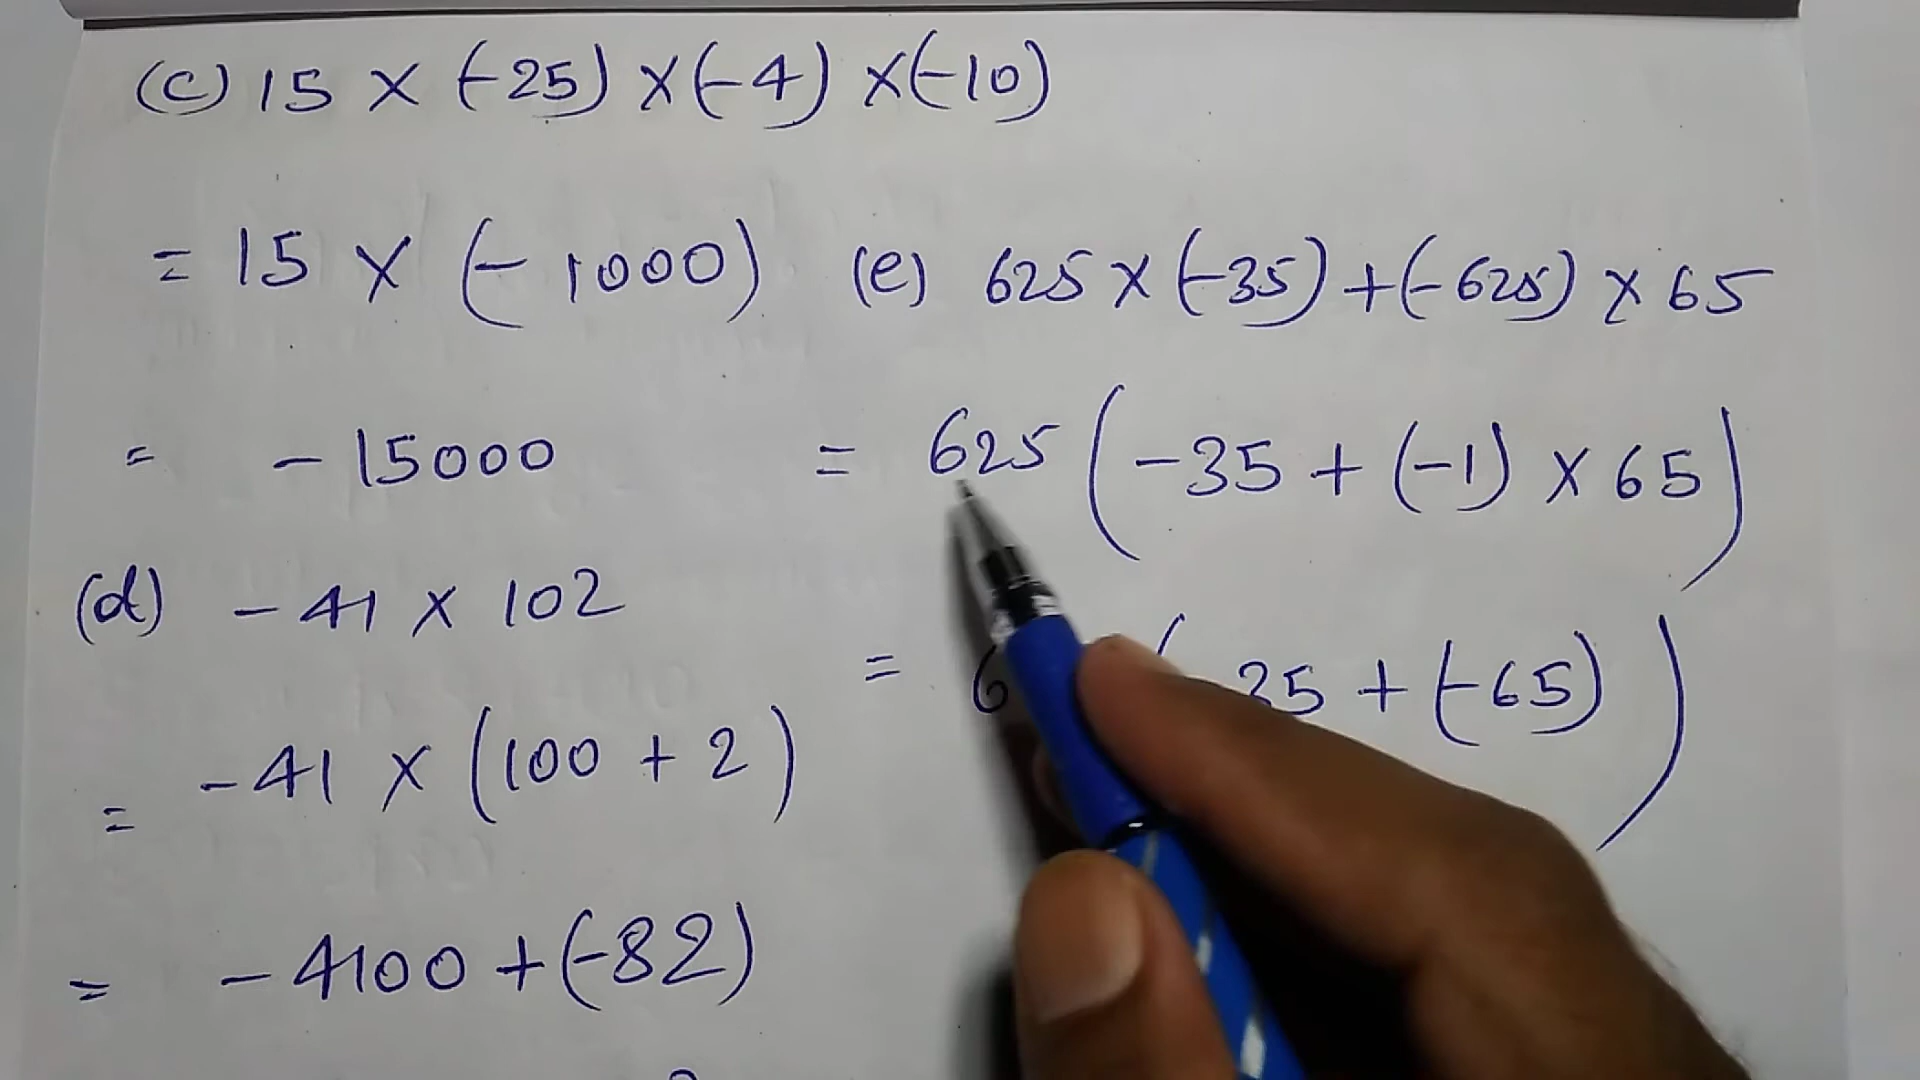 (c) 15 × (-25) × (-4) × (-10)
= 15 × (- 1000)
= - 15000
(d) - 41 × 102
= - 41 × (100 + 2)
= - 4100 + (-82)
(e) 625 × (-35) + (-625) × 65
= 625 ( - 35 + (-1) × 65 )
= 6 ( 35 + (-65) )